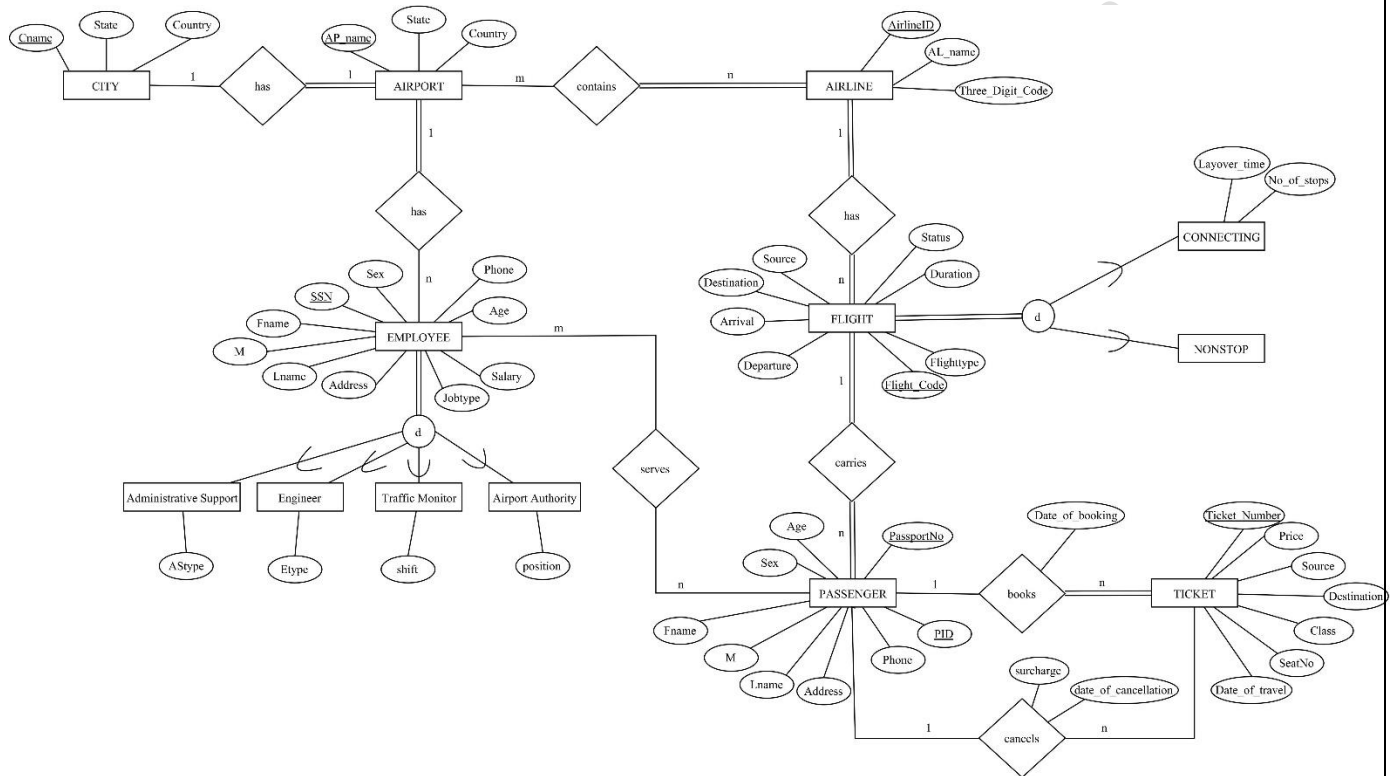 State
Country
Cname
CITY
1
has
1
State
AP_name
Country
AIRPORT
m
contains
n
AirlineID
AL_name
AIRLINE
Three_Digit_Code
1
has
n
1
has
n
Layover_time
No_of_stops
CONNECTING
d
NONSTOP
Status
Source
Duration
Destination
Arrival
FLIGHT
Departure
Flighttype
Flight_Code
Sex
Phone
SSN
Age
Fname
EMPLOYEE
M
Lname
Salary
Address
Jobtype
m
serves
n
d
Administrative Support
Engineer
Traffic Monitor
Airport Authority
AStype
Etype
shift
position
1
carries
n
Age
PassportNo
Sex
PASSENGER
Fname
PID
M
Phone
Lname
Address
1
books
n
Date_of_booking
Ticket_Number
Price
Source
TICKET
Destination
Class
SeatNo
Date_of_travel
surcharge
date_of_cancellation
1
cancels
n